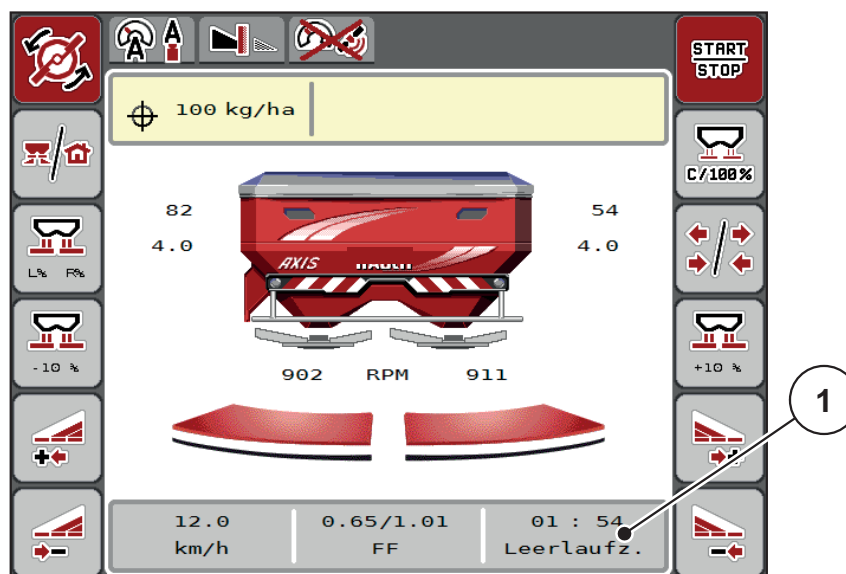 A A
START
STOP
100 kg/ha
C/100%
82 54
4.0 4.0
AXIS RAUCH
L% R%
-10 % +10 %
902 RPM 911
1
12.0 0.65/1.01 01 : 54
km/h FF Leerlaufz.